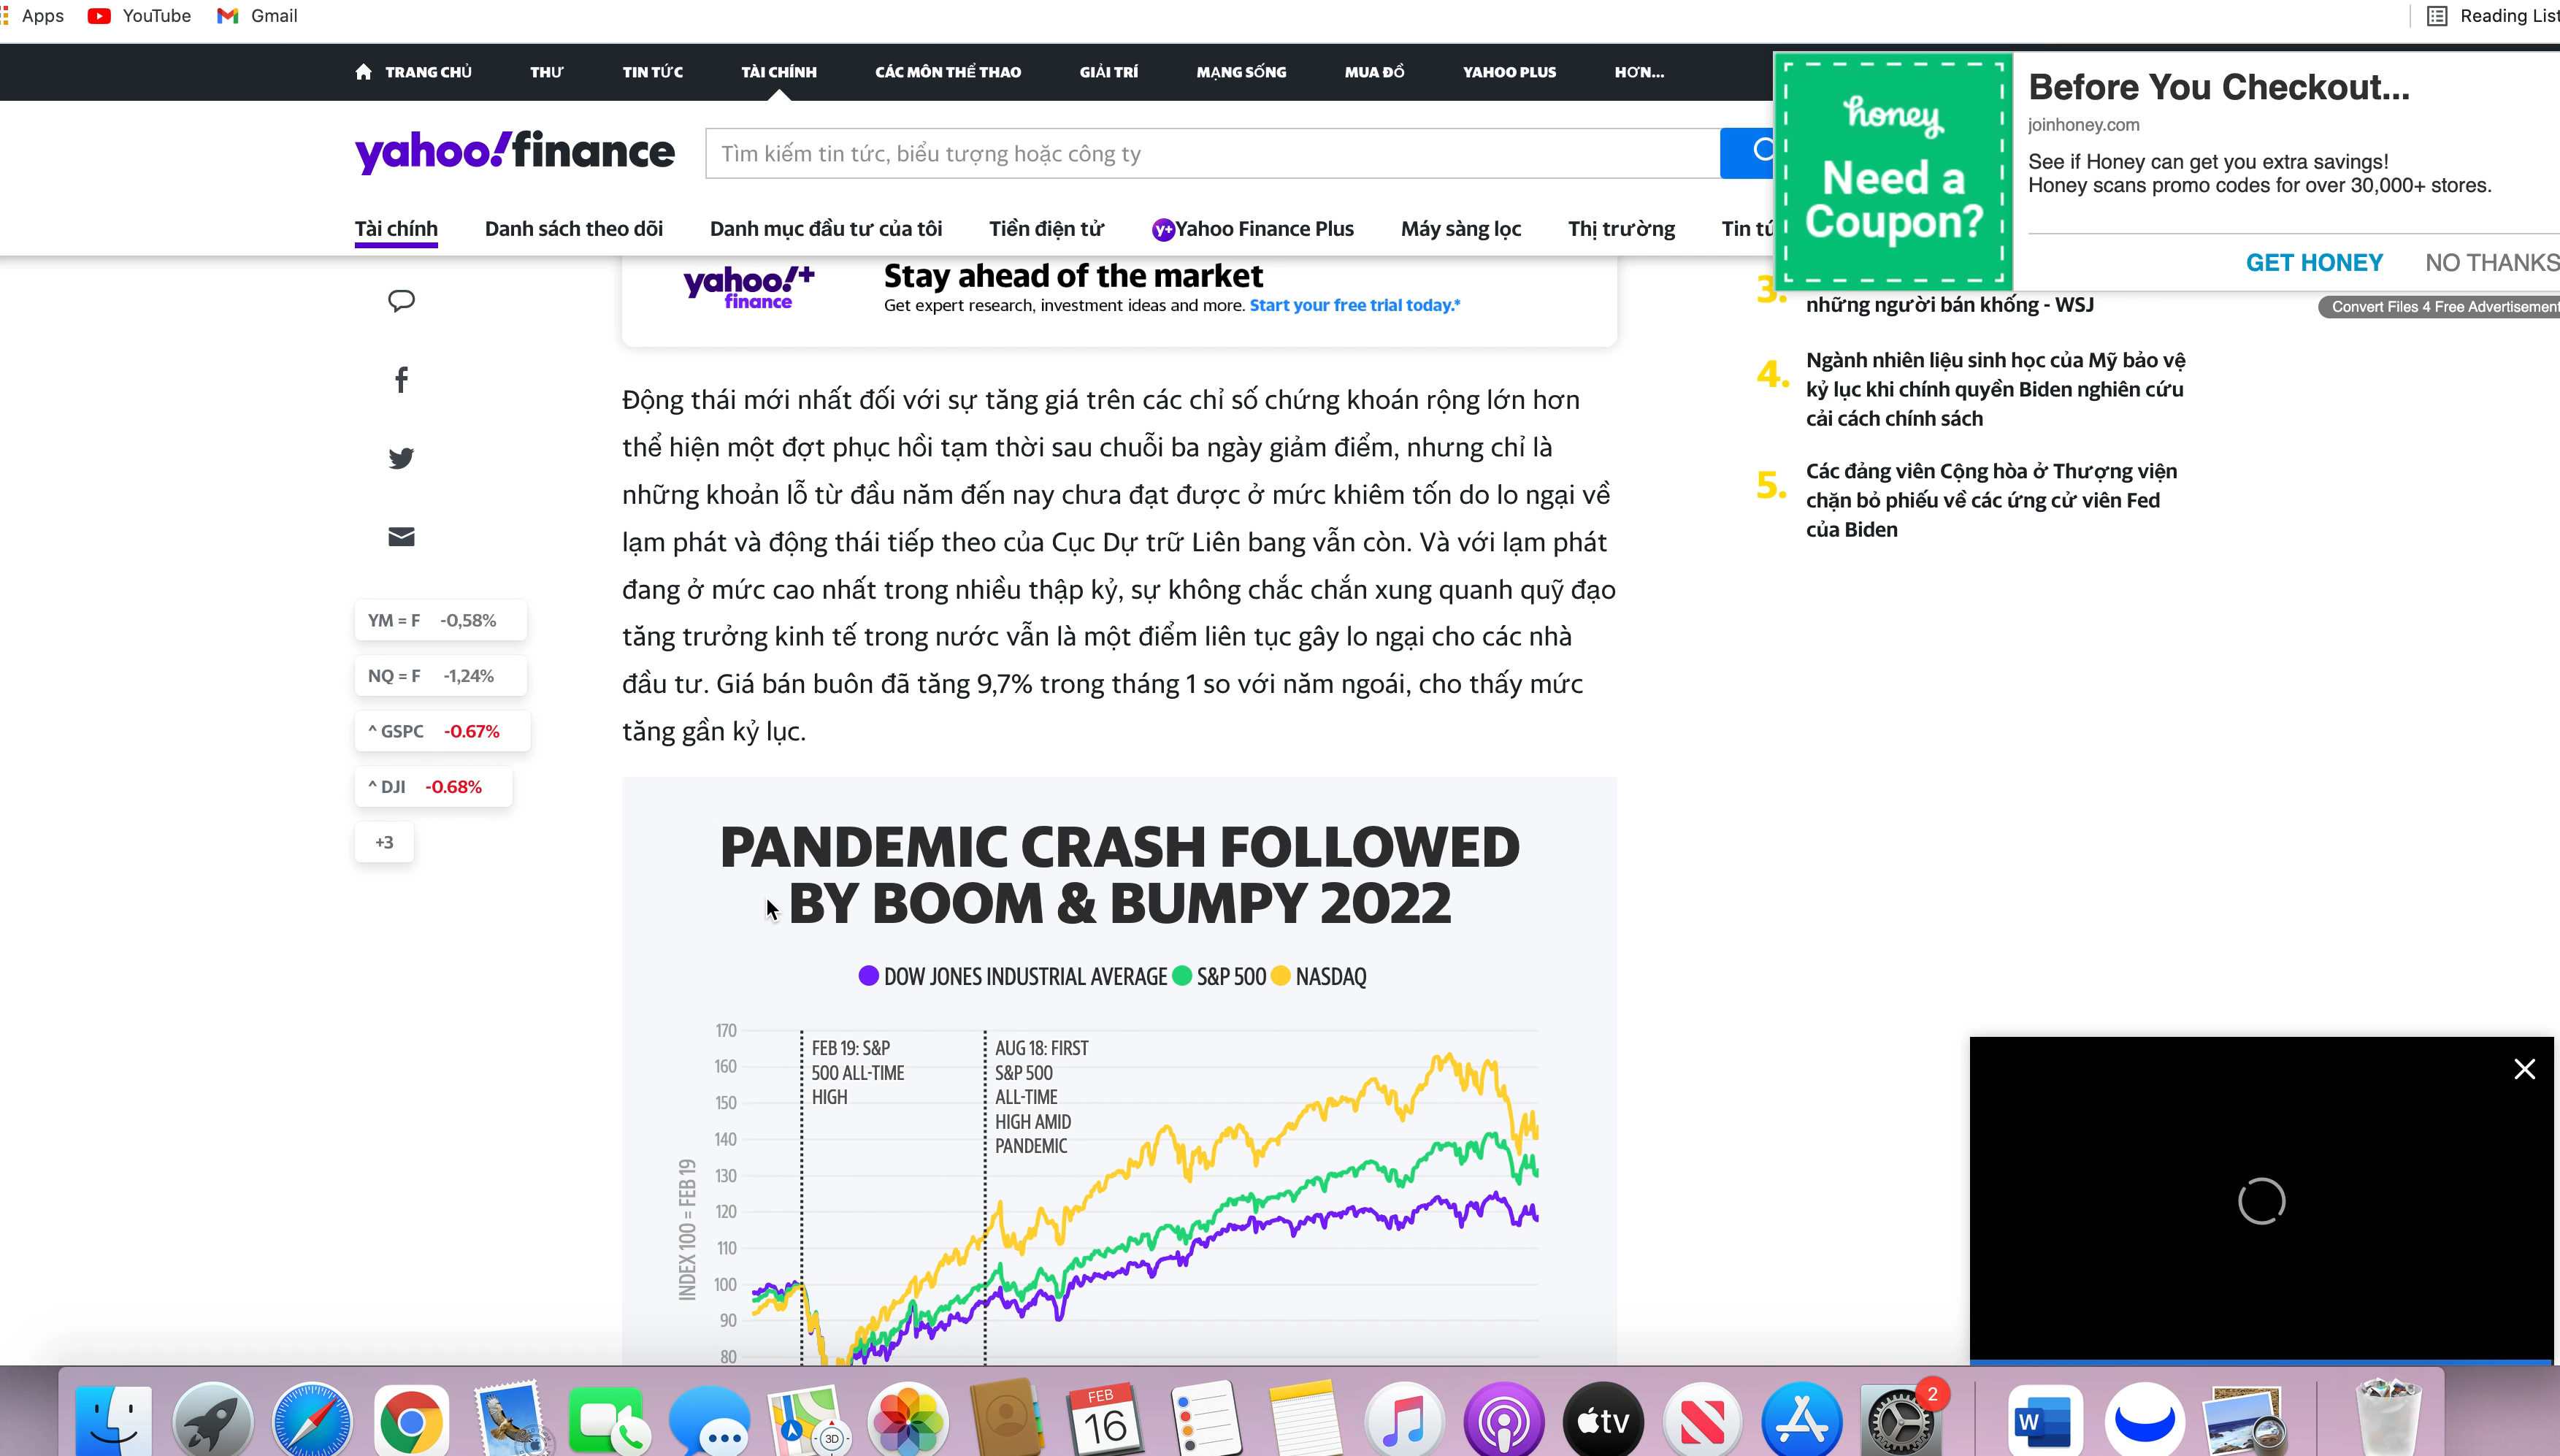 Apps
YouTube
Gmail
Reading List
TRANG CHỦ
THƯ
TIN TỨC
TÀI CHÍNH
CÁC MÔN THỂ THAO
GIẢI TRÍ
MẠNG SỐNG
MUA ĐỒ
YAHOO PLUS
HƠN...
yahoo!finance
Tìm kiếm tin tức, biểu tượng hoặc công ty
honey
Need a
Coupon?
Before You Checkout...
joinhoney.com
See if Honey can get you extra savings!
Honey scans promo codes for over 30,000+ stores.
GET HONEY
NO THANKS
Convert Files 4 Free Advertisement
Tài chính
Danh sách theo dõi
Danh mục đầu tư của tôi
Tiền điện tử
y+ Yahoo Finance Plus
Máy sàng lọc
Thị trường
Tin tứ
yahoo!+
finance
Stay ahead of the market
Get expert research, investment ideas and more. Start your free trial today.*
Động thái mới nhất đối với sự tăng giá trên các chỉ số chứng khoán rộng lớn hơn
thể hiện một đợt phục hồi tạm thời sau chuỗi ba ngày giảm điểm, nhưng chỉ là
những khoản lỗ từ đầu năm đến nay chưa đạt được ở mức khiêm tốn do lo ngại về
lạm phát và động thái tiếp theo của Cục Dự trữ Liên bang vẫn còn. Và với lạm phát
đang ở mức cao nhất trong nhiều thập kỷ, sự không chắc chắn xung quanh quỹ đạo
tăng trưởng kinh tế trong nước vẫn là một điểm liên tục gây lo ngại cho các nhà
đầu tư. Giá bán buôn đã tăng 9,7% trong tháng 1 so với năm ngoái, cho thấy mức
tăng gần kỷ lục.
3.
những người bán khống - WSJ
4.
Ngành nhiên liệu sinh học của Mỹ bảo vệ
kỷ lục khi chính quyền Biden nghiên cứu
cải cách chính sách
5.
Các đảng viên Cộng hòa ở Thượng viện
chặn bỏ phiếu về các ứng cử viên Fed
của Biden
YM = F -0,58%
NQ = F -1,24%
^ GSPC -0.67%
^ DJI -0.68%
+3
PANDEMIC CRASH FOLLOWED
BY BOOM & BUMPY 2022
DOW JONES INDUSTRIAL AVERAGE S&P 500 NASDAQ
INDEX 100 = FEB 19
170
160
150
140
130
120
110
100
90
80
FEB 19: S&P
500 ALL-TIME
HIGH
AUG 18: FIRST
S&P 500
ALL-TIME
HIGH AMID
PANDEMIC
3D
FEB
16
tv
2
W